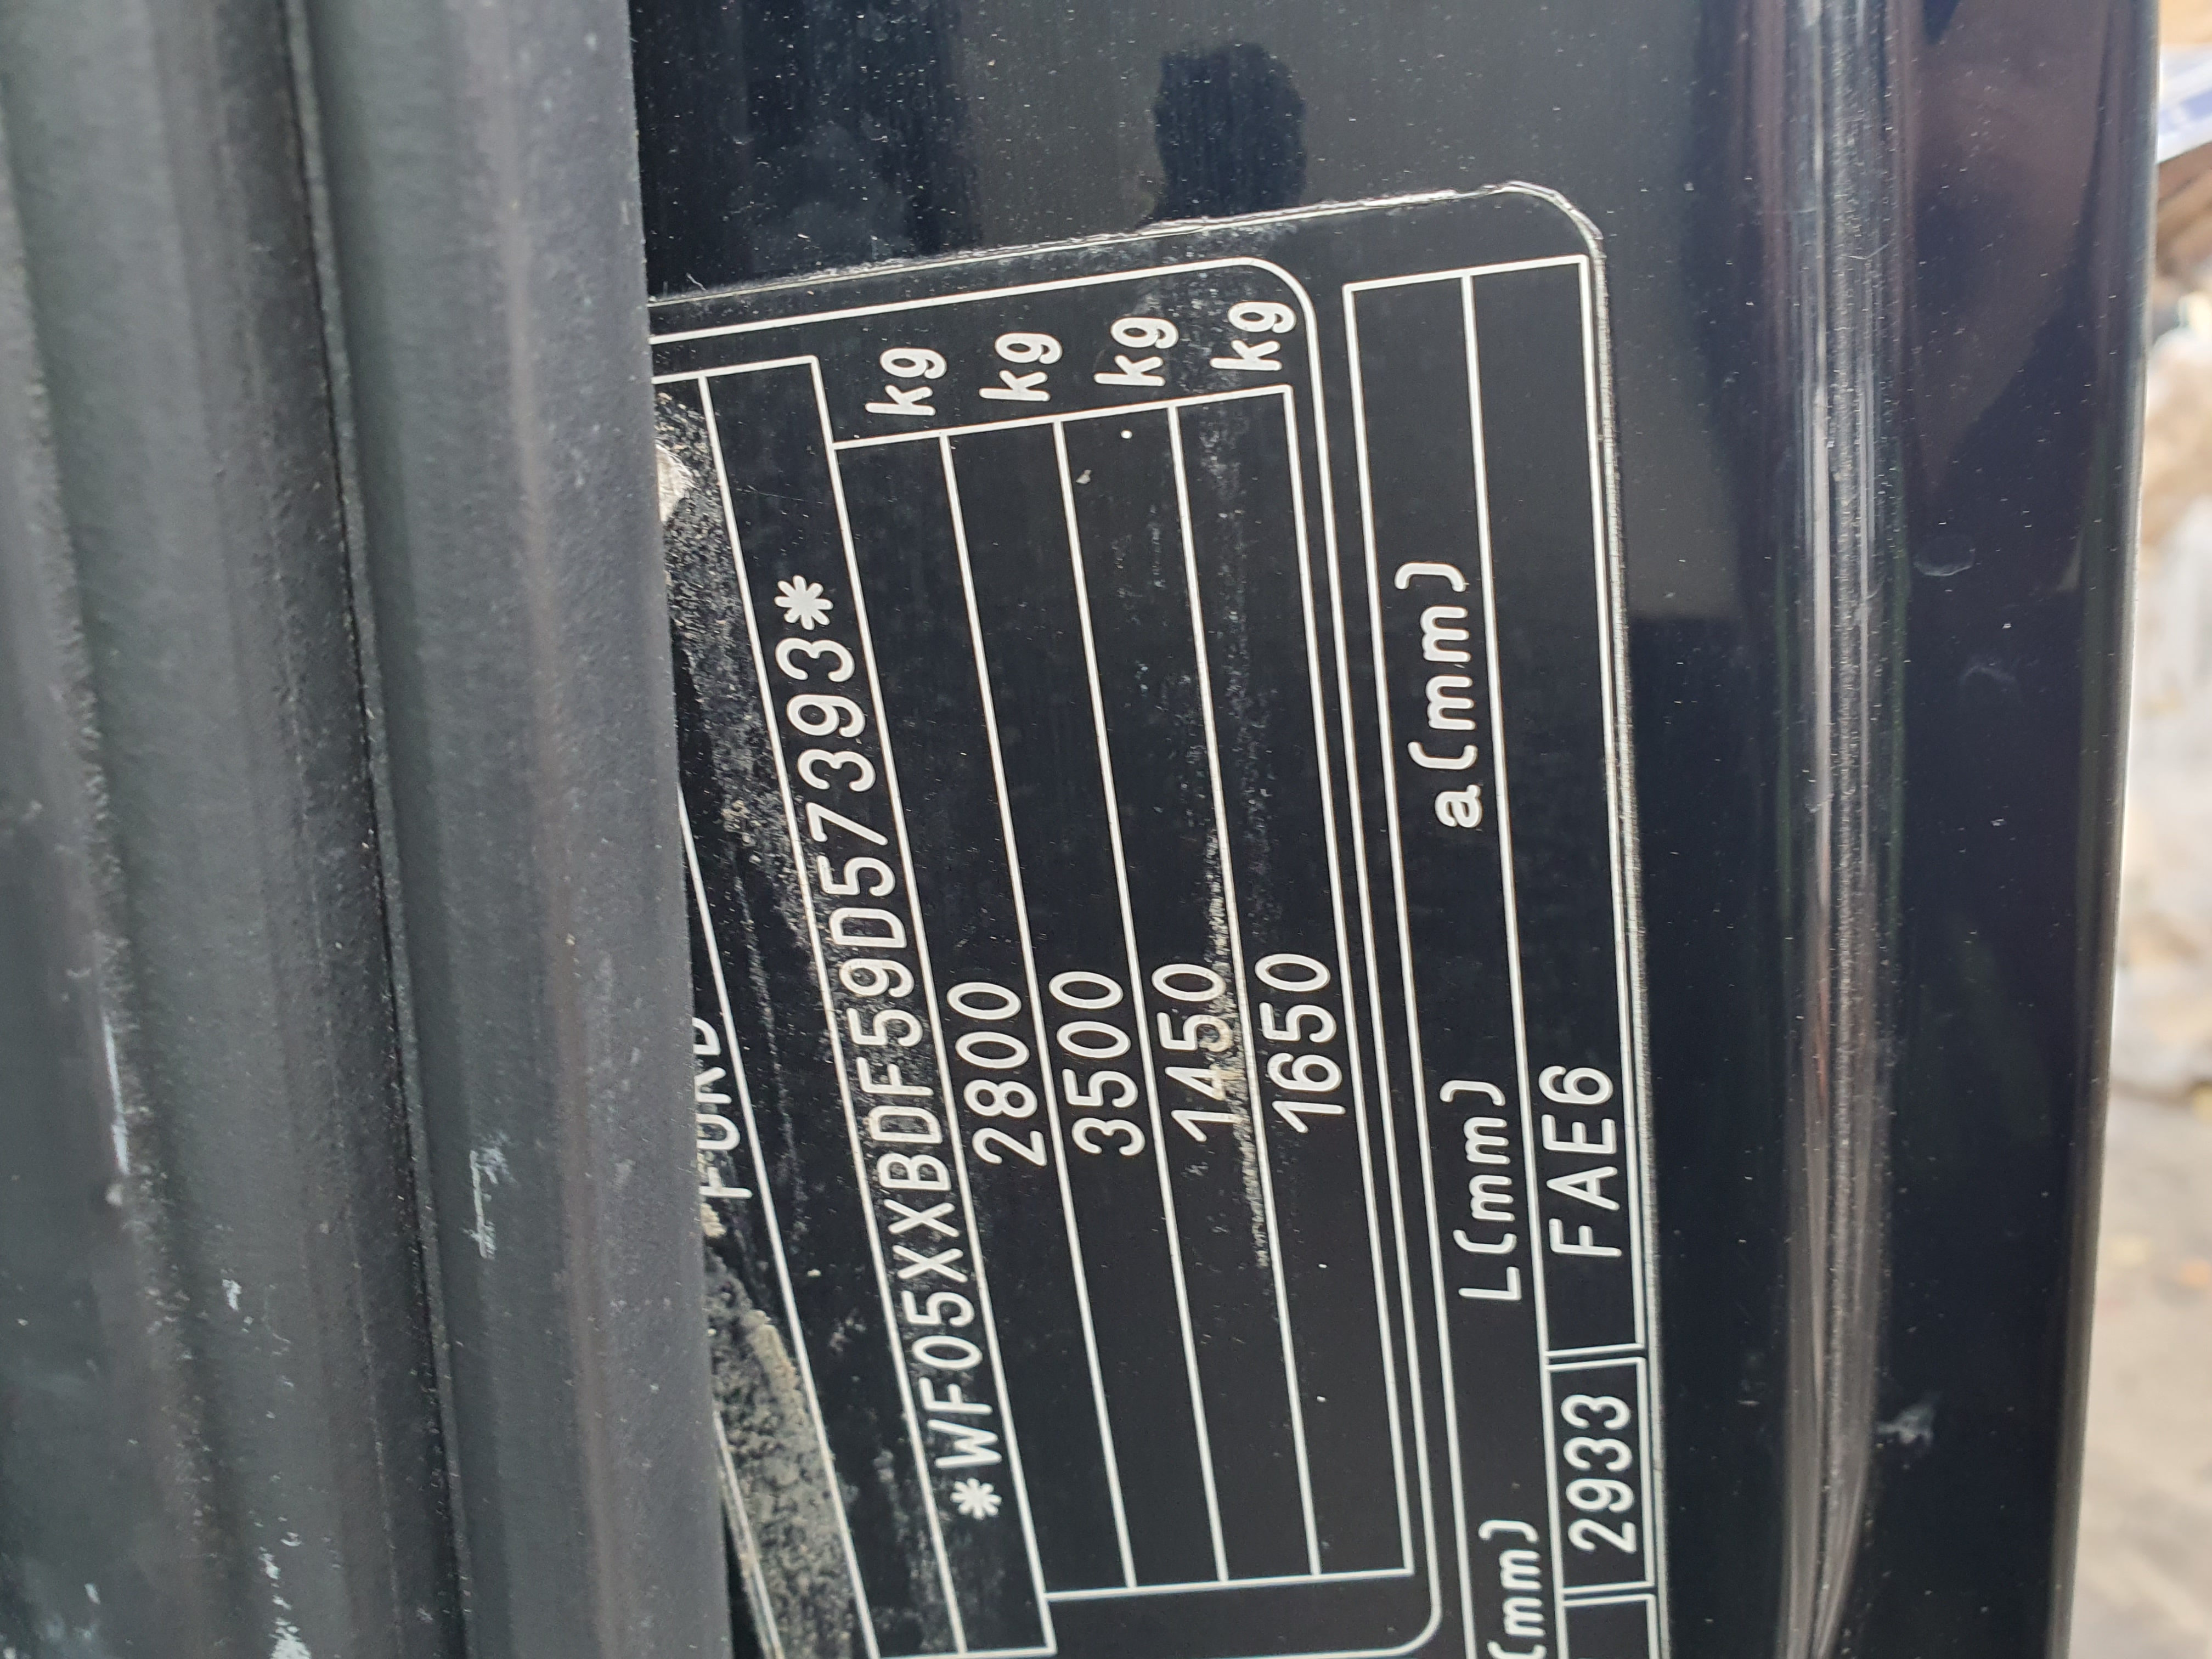 FORD
*WF05XXBDF59D57393*
2800 kg
3500 kg
1450 kg
1650 kg
(mm) L(mm) a(mm)
2933 FAE6